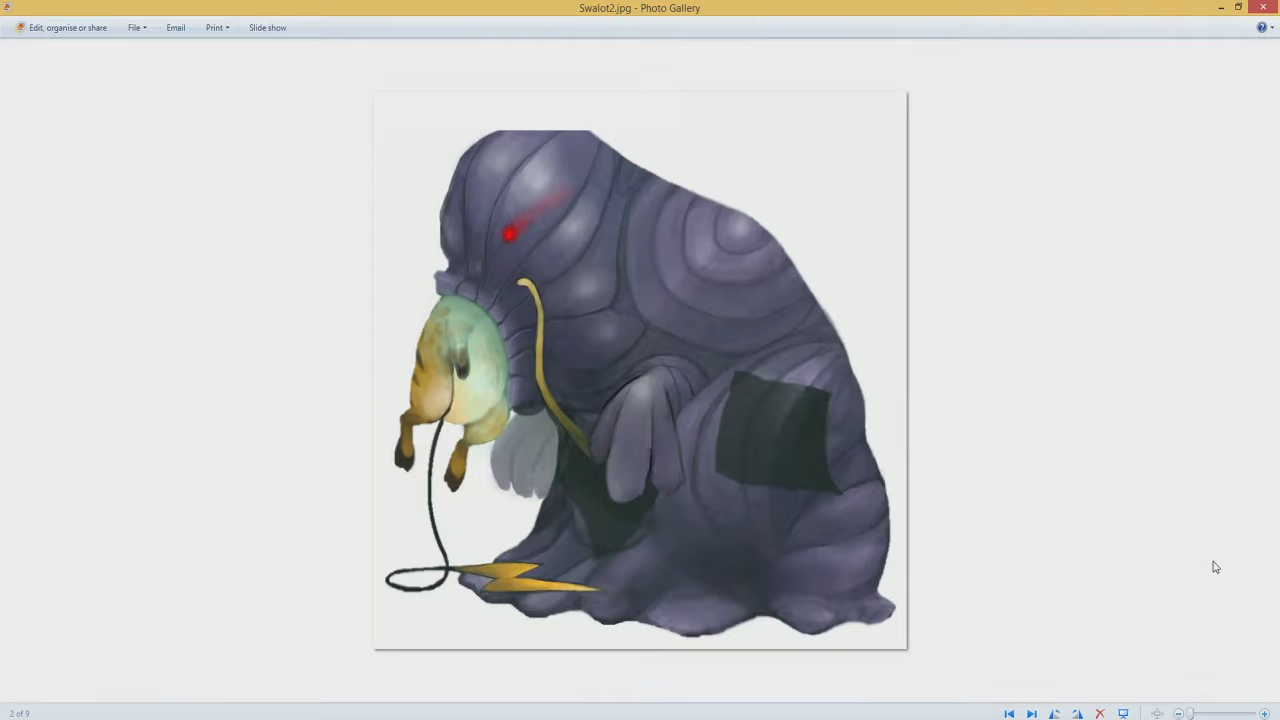 Swalot2.jpg - Photo Gallery
Edit, organise or share File Email Print Slide show
2 of 9